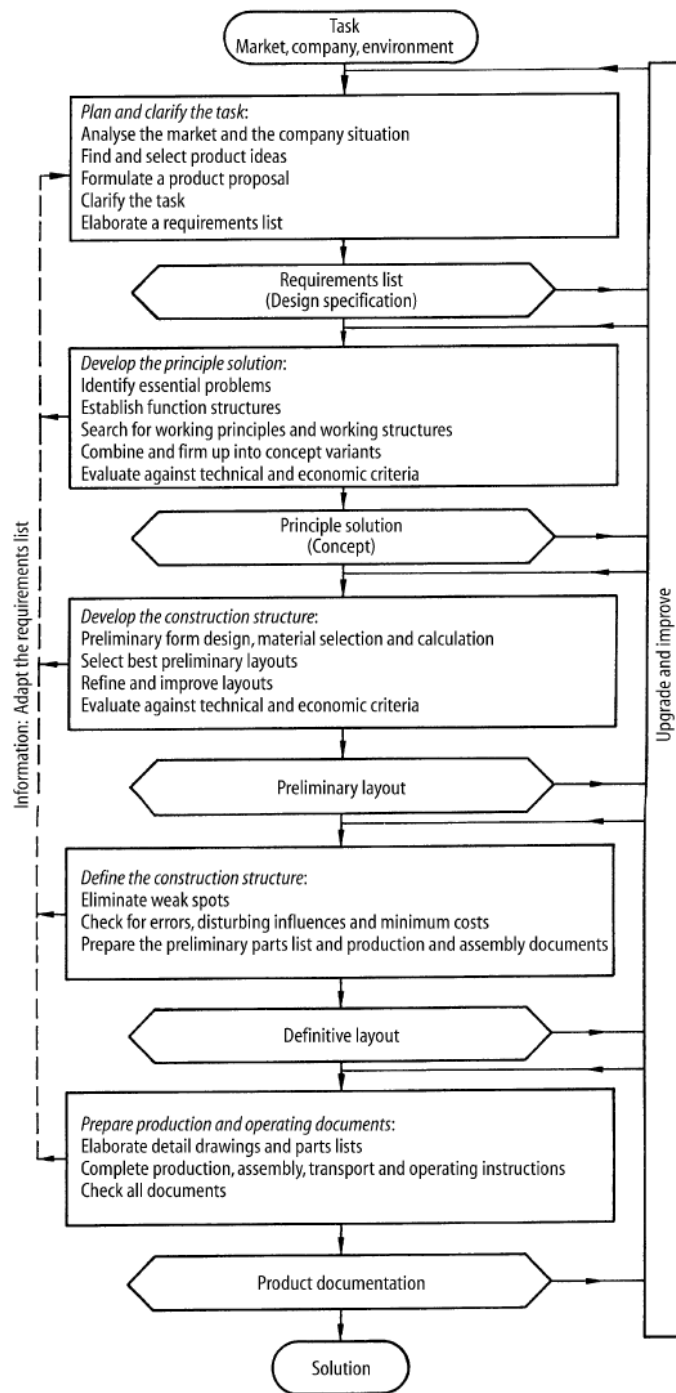 Task
Market, company, environment
Plan and clarify the task:
Analyse the market and the company situation
Find and select product ideas
Formulate a product proposal
Clarify the task
Elaborate a requirements list
Requirements list
(Design specification)
Develop the principle solution:
Identify essential problems
Establish function structures
Search for working principles and working structures
Combine and firm up into concept variants
Evaluate against technical and economic criteria
Principle solution
(Concept)
Develop the construction structure:
Preliminary form design, material selection and calculation
Select best preliminary layouts
Refine and improve layouts
Evaluate against technical and economic criteria
Preliminary layout
Define the construction structure:
Eliminate weak spots
Check for errors, disturbing influences and minimum costs
Prepare the preliminary parts list and production and assembly documents
Definitive layout
Prepare production and operating documents:
Elaborate detail drawings and parts lists
Complete production, assembly, transport and operating instructions
Check all documents
Product documentation
Solution
Information: Adapt the requirements list
Upgrade and improve